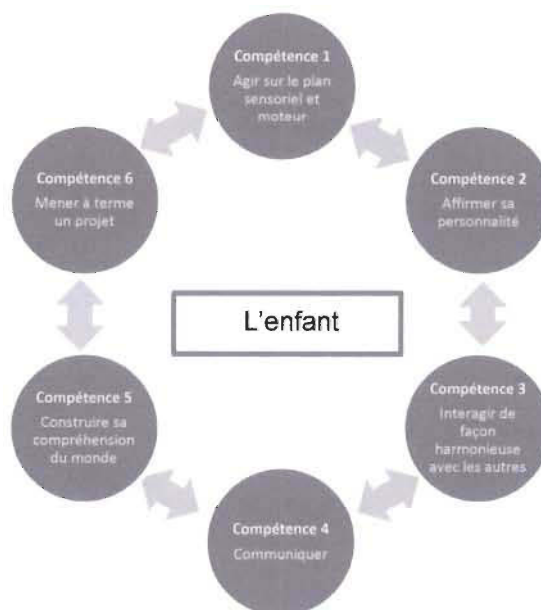 Compétence 1
Agir sur le plan
sensoriel et
moteur
Compétence 2
Affirmer sa
personnalité
Compétence 3
Interagir de
façon
harmonieuse
avec les autres
Compétence 4
Communiquer
Compétence 5
Construire sa
compréhension
du monde
Compétence 6
Mener à terme
un projet
L'enfant